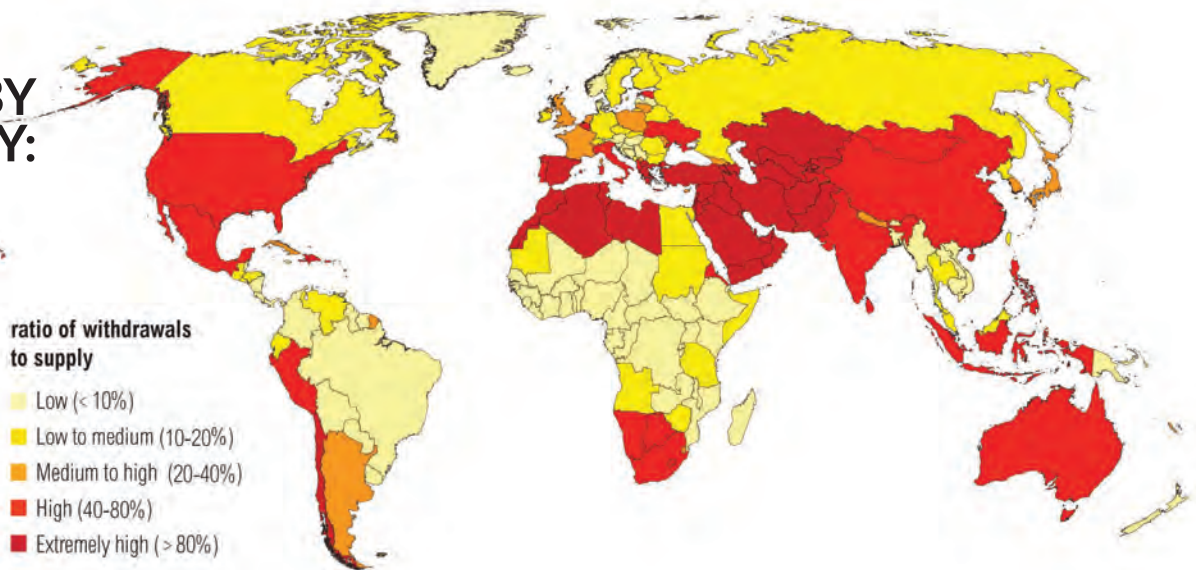 BY
Y:
ratio of withdrawals
to supply
Low (< 10%)
Low to medium (10-20%)
Medium to high (20-40%)
High (40-80%)
Extremely high (> 80%)